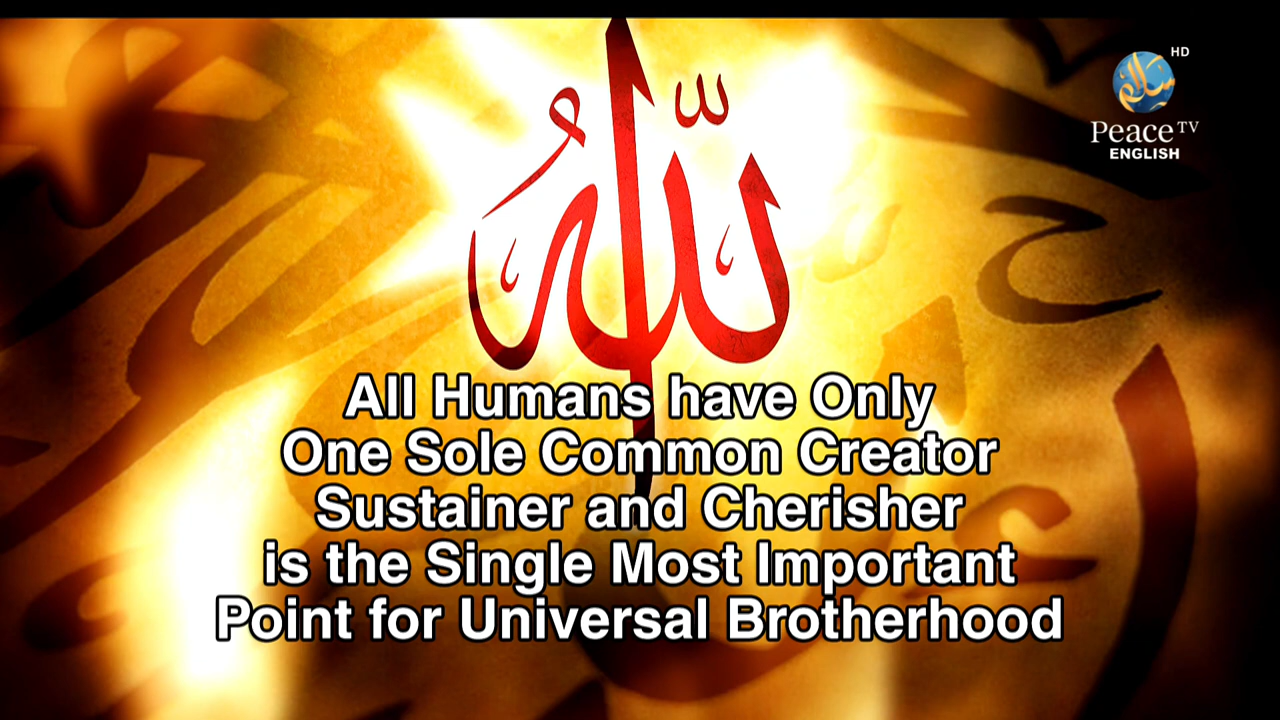 HD
سلام
Peace TV
ENGLISH
الله
All Humans have Only
One Sole Common Creator
Sustainer and Cherisher
is the Single Most Important
Point for Universal Brotherhood